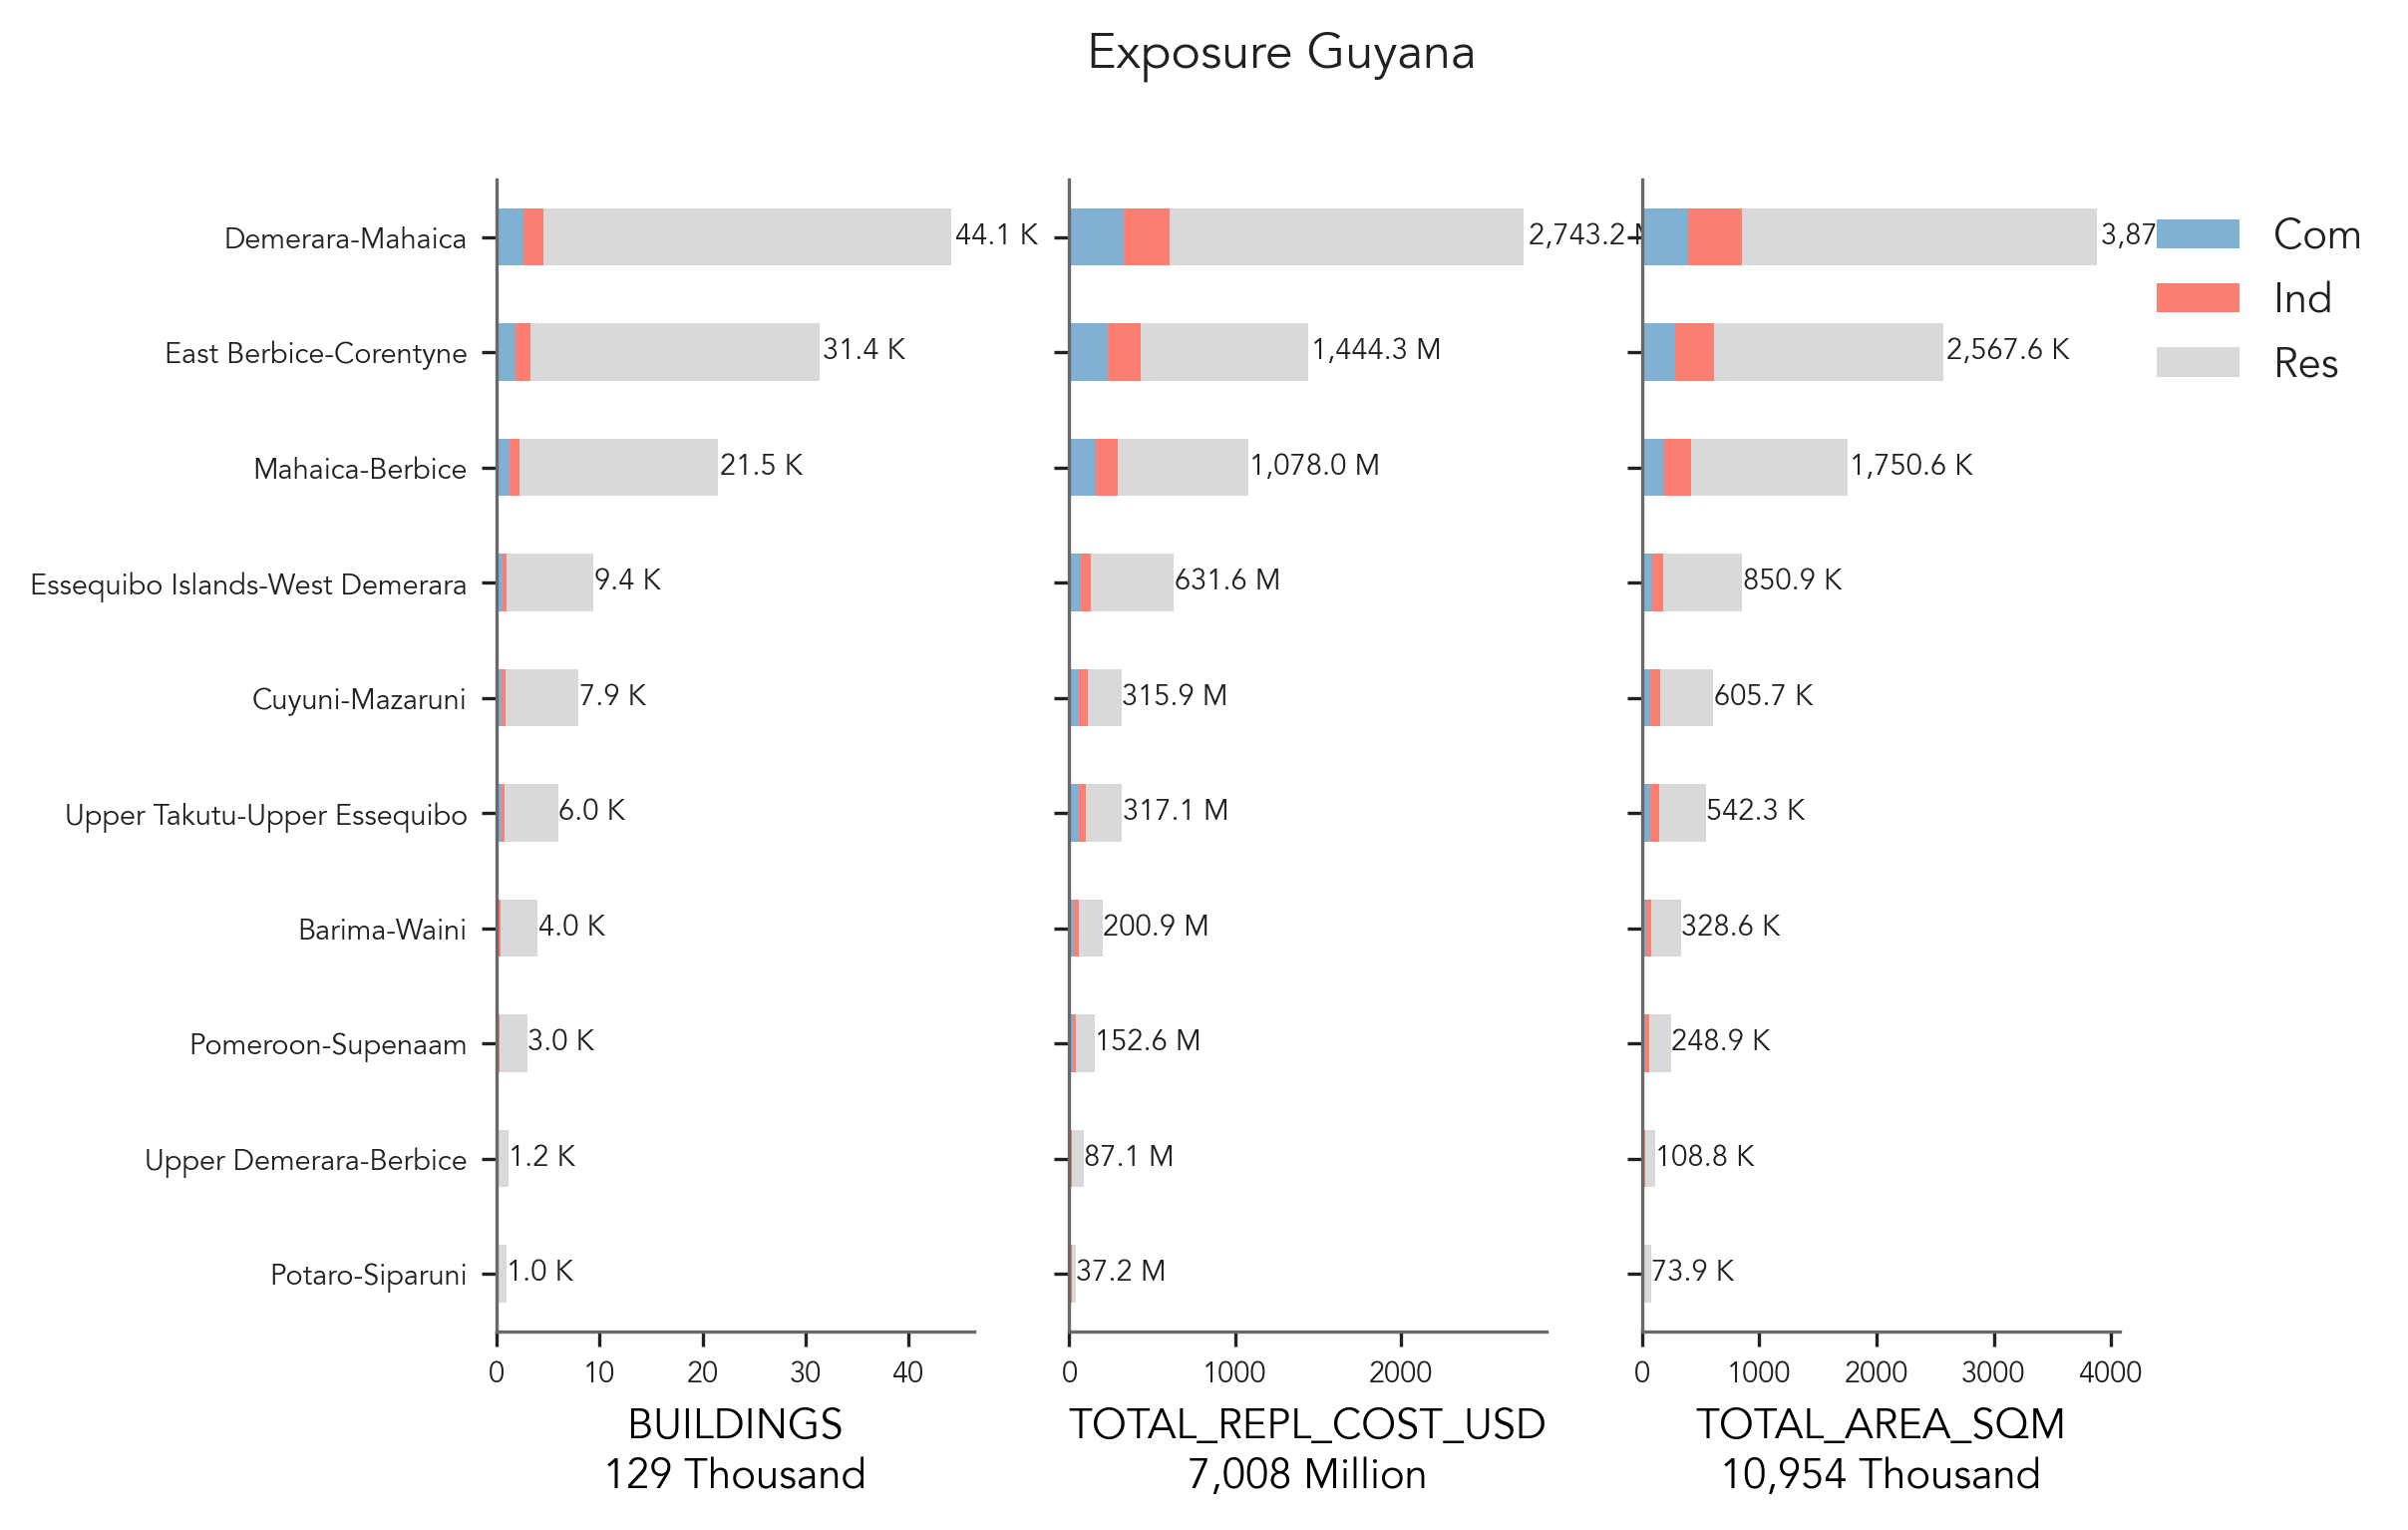 Exposure Guyana
Demerara-Mahaica
East Berbice-Corentyne
Mahaica-Berbice
Essequibo Islands-West Demerara
Cuyuni-Mazaruni
Upper Takutu-Upper Essequibo
Barima-Waini
Pomeroon-Supenaam
Upper Demerara-Berbice
Potaro-Siparuni
44.1 K
31.4 K
21.5 K
9.4 K
7.9 K
6.0 K
4.0 K
3.0 K
1.2 K
1.0 K
0 10 20 30 40
BUILDINGS
129 Thousand
2,743.2
1,444.3 M
1,078.0 M
631.6 M
315.9 M
317.1 M
200.9 M
152.6 M
87.1 M
37.2 M
0 1000 2000
TOTAL_REPL_COST_USD
7,008 Million
3,87
2,567.6 K
1,750.6 K
850.9 K
605.7 K
542.3 K
328.6 K
248.9 K
108.8 K
73.9 K
0 1000 2000 3000 4000
TOTAL_AREA_SQM
10,954 Thousand
Com
Ind
Res